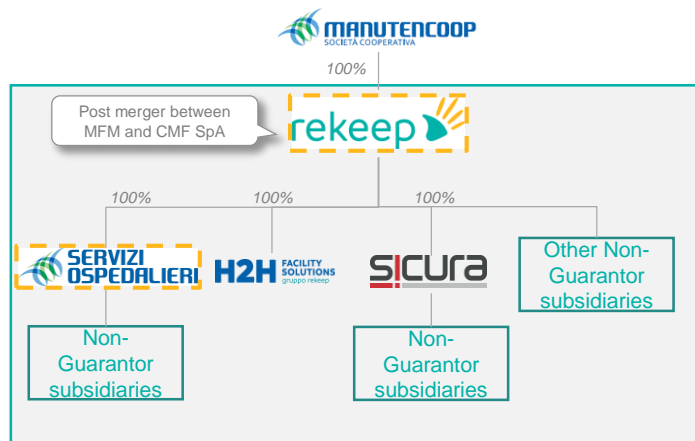 MANUTENCOOP
SOCIETÀ COOPERATIVA
100%
Post merger between
MFM and CMF SpA
rekeep
100%
100%
100%
SERVIZI
OSPEDALIERI
H2H FACILITY
SOLUTIONS
gruppo rekeep
sicura
Other Non-
Guarantor
subsidiaries
Non-
Guarantor
subsidiaries
Non-
Guarantor
subsidiaries